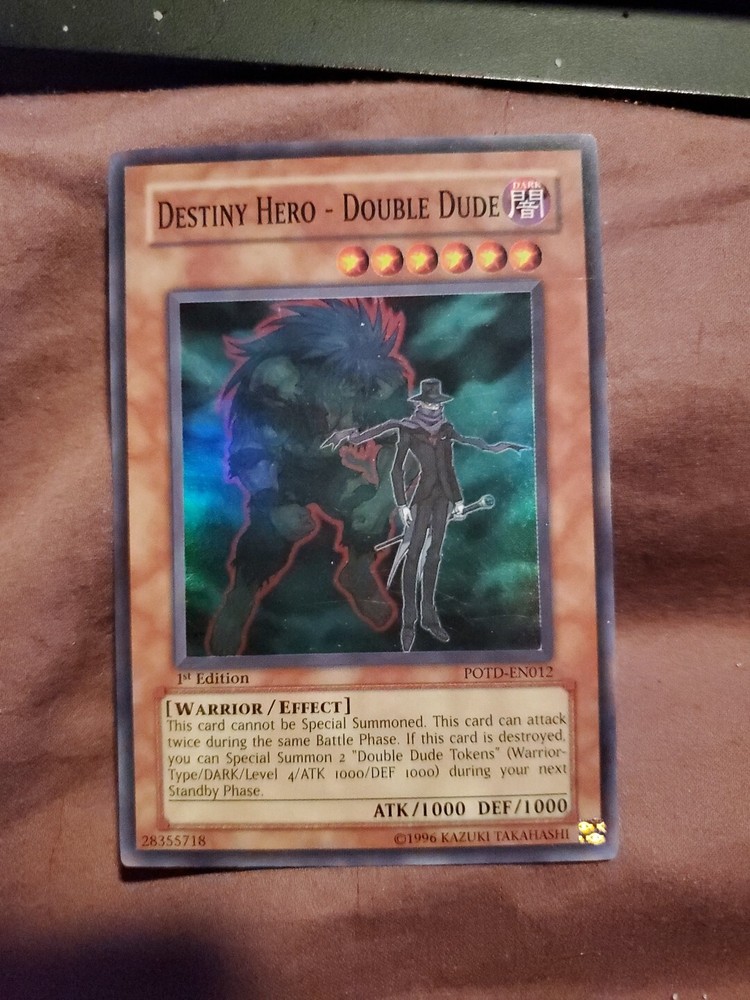 DESTINY HERO - DOUBLE DUDE
DARK
闇
1st Edition
POTD-EN012
[WARRIOR/EFFECT]
This card cannot be Special Summoned. This card can attack
twice during the same Battle Phase. If this card is destroyed,
you can Special Summon 2 "Double Dude Tokens" (Warrior-
Type/DARK/Level 4/ATK 1000/DEF 1000) during your next
Standby Phase.
ATK/1000 DEF/1000
28355718
©1996 KAZUKI TAKAHASHI